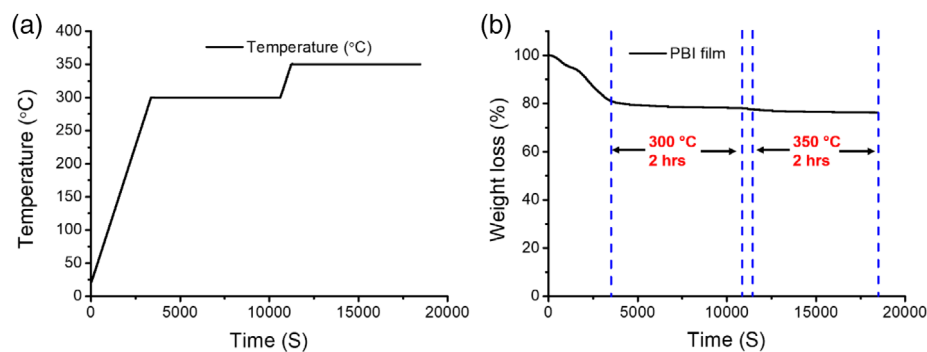 (a)
400
350
300
250
200
150
100
50
0
Temperature (°C)
Temperature (°C)
0
5000
10000
15000
20000
Time (S)
(b)
120
100
80
60
40
20
0
Weight loss (%)
PBI film
300 °C
2 hrs
350 °C
2 hrs
0
5000
10000
15000
20000
Time (S)